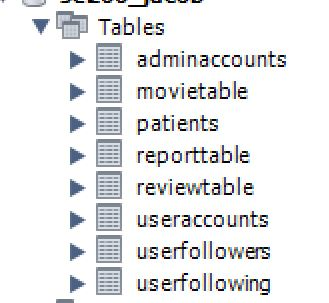 Tables
adminaccounts
movietable
patients
reporttable
reviewtable
useraccounts
userfollowers
userfollowing